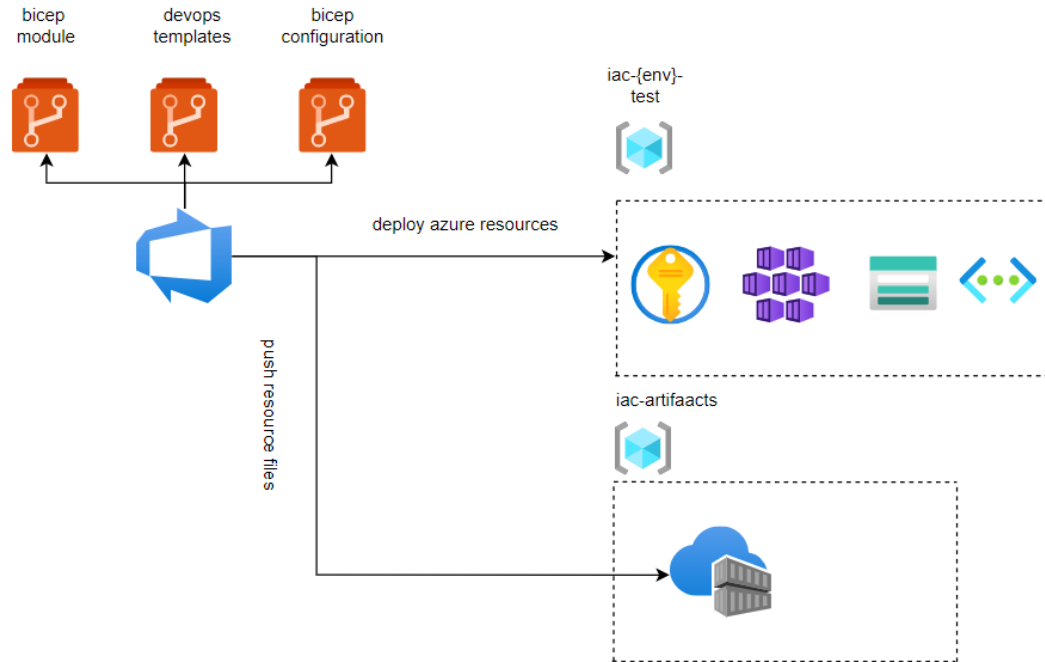 bicep
module
devops
templates
bicep
configuration
iac-{env}-
test
deploy azure resources
push resource files
iac-artifaacts